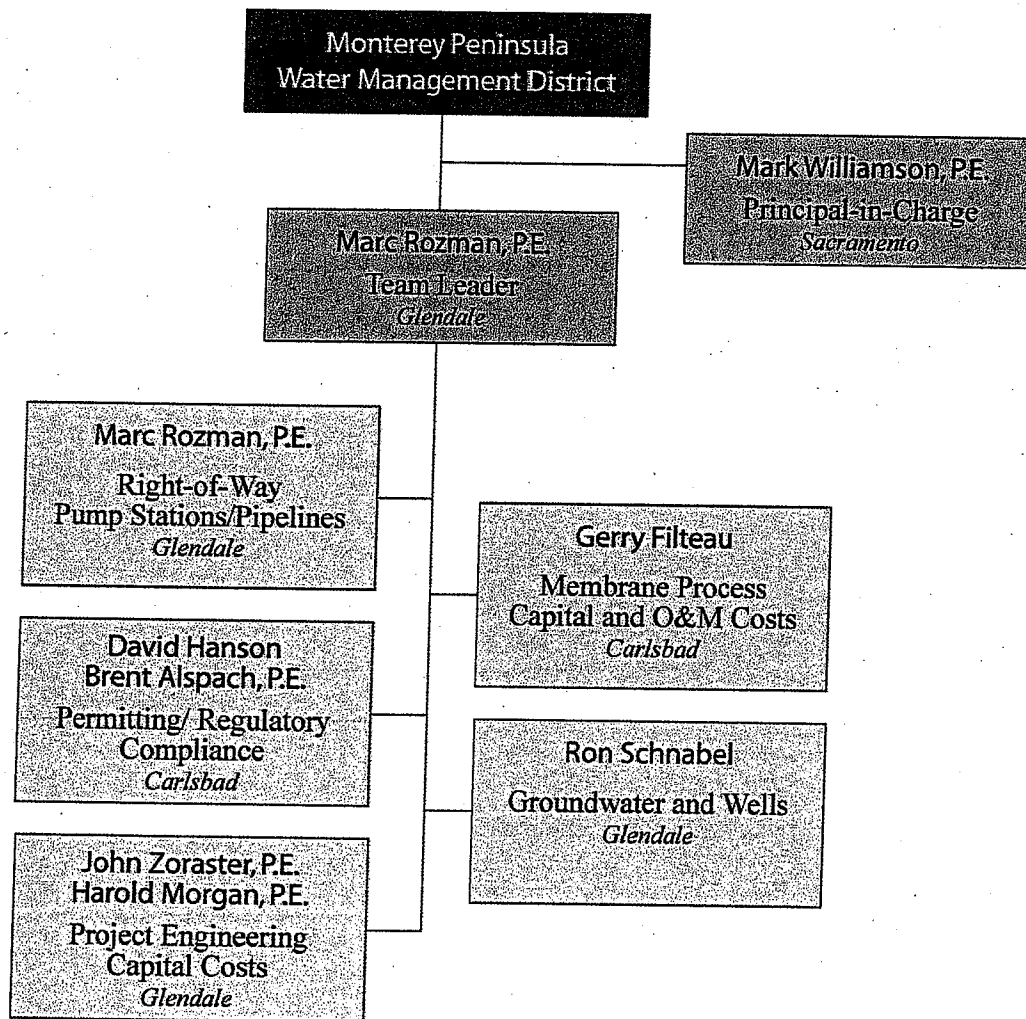 Monterey Peninsula
Water Management District
Mark Williamson, P.E.
Principal-in-Charge
Sacramento
Marc Rozman, P.E.
Team Leader
Glendale
Marc Rozman, P.E.
Right-of-Way
Pump Stations/Pipelines
Glendale
Gerry Filteau
Membrane Process
Capital and O&M Costs
Carlsbad
David Hanson
Brent Alspach, P.E.
Permitting/ Regulatory
Compliance
Carlsbad
Ron Schnabel
Groundwater and Wells
Glendale
John Zoraster, P.E.
Harold Morgan, P.E.
Project Engineering
Capital Costs
Glendale